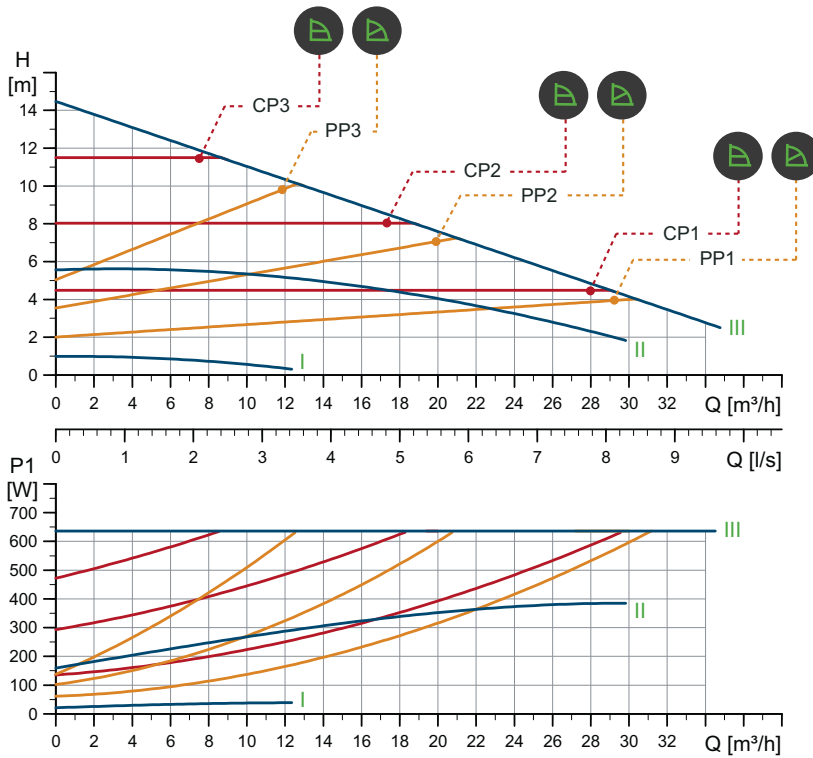 H
[m]
14
12
10
8
6
4
2
0
CP3
PP3
CP2
PP2
CP1
PP1
I
II
III
0 2 4 6 8 10 12 14 16 18 20 22 24 26 28 30 32 Q [m³/h]
0 1 2 3 4 5 6 7 8 9 Q [l/s]
P1
[W]
700
600
500
400
300
200
100
0
III
II
I
0 2 4 6 8 10 12 14 16 18 20 22 24 26 28 30 32 Q [m³/h]